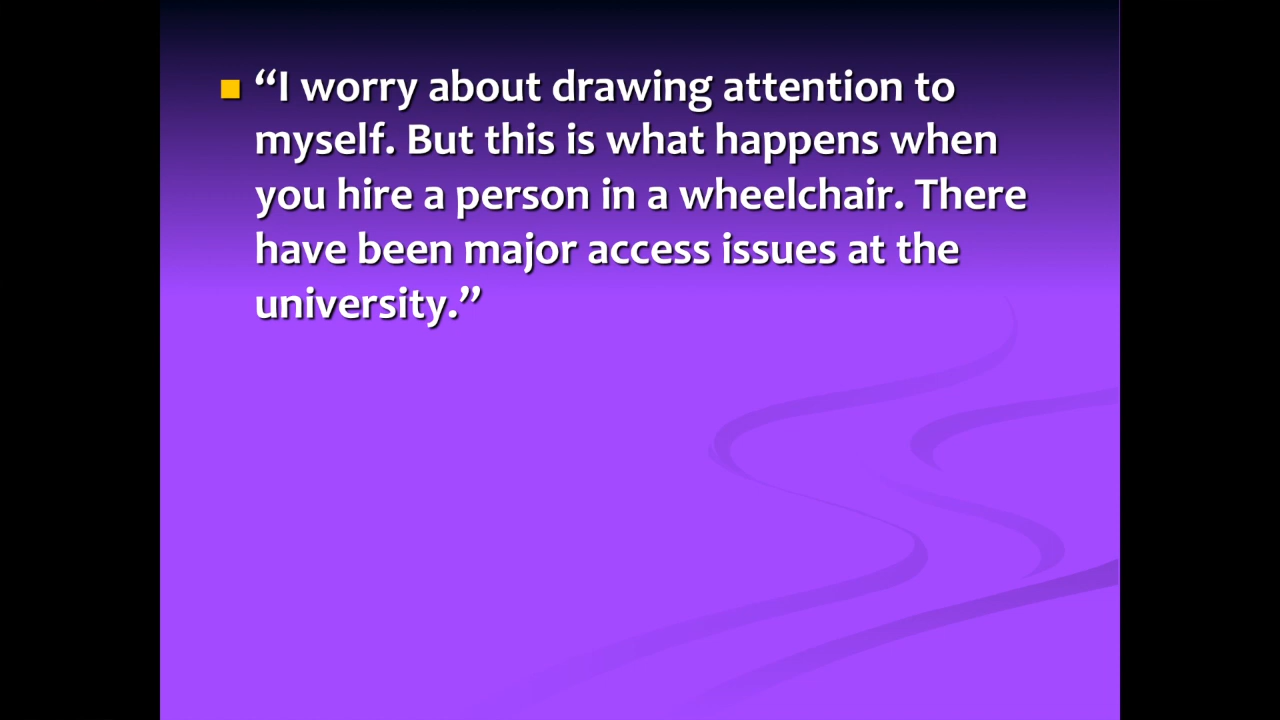 “I worry about drawing attention to
myself. But this is what happens when
you hire a person in a wheelchair. There
have been major access issues at the
university.”